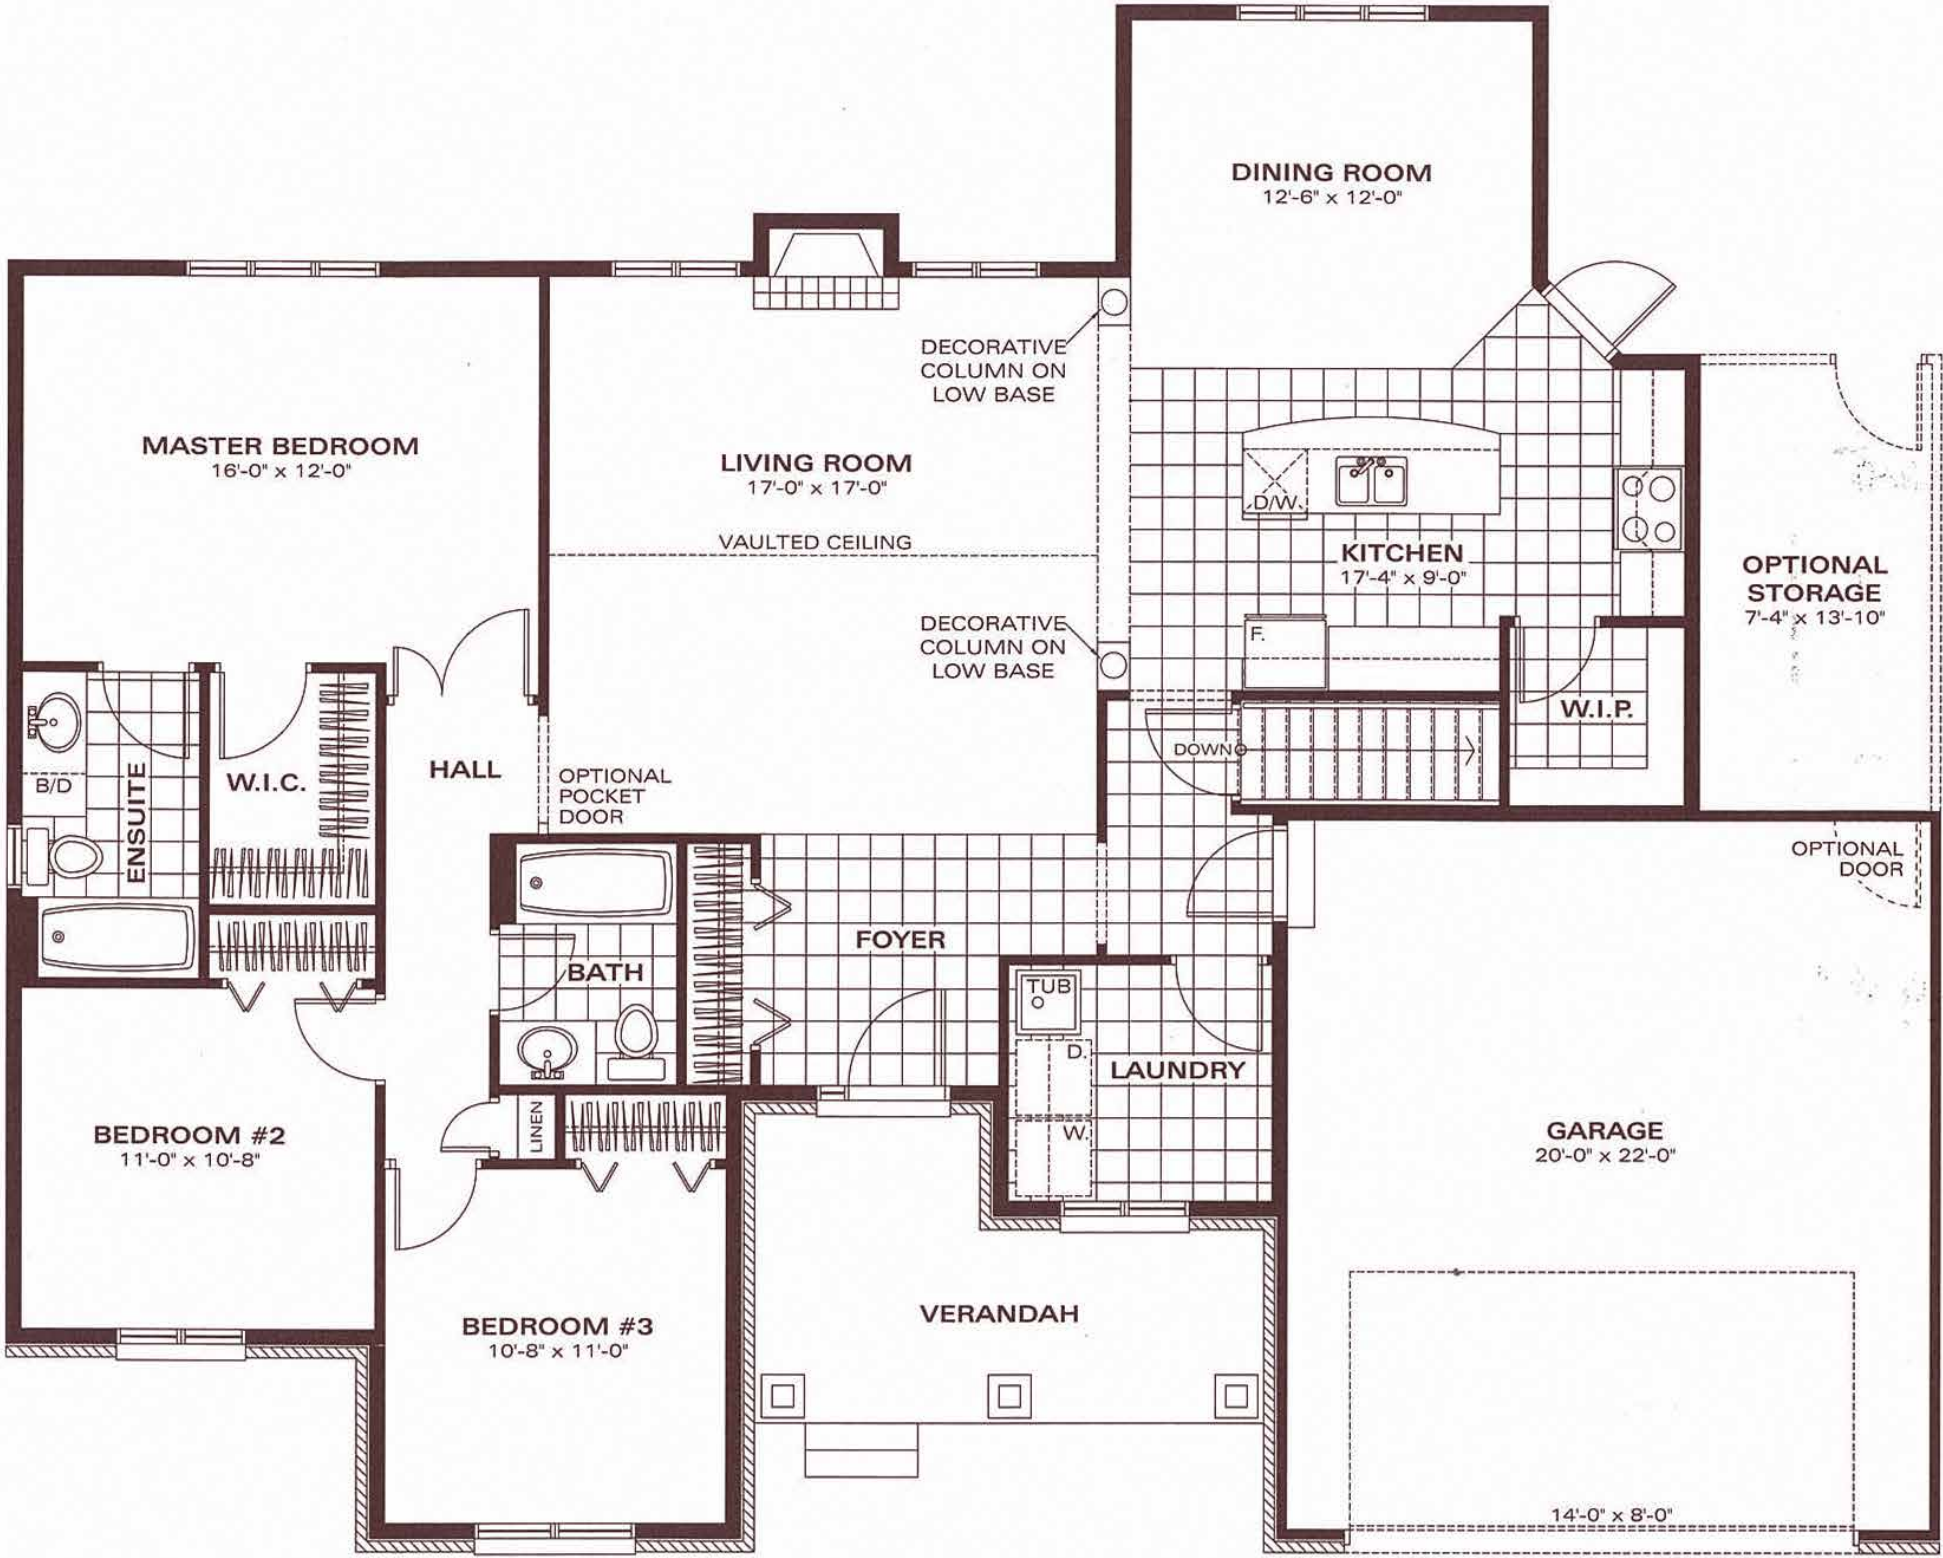 DINING ROOM
12'-6" x 12'-0"
DECORATIVE
COLUMN ON
LOW BASE
MASTER BEDROOM
16'-0" x 12'-0"
LIVING ROOM
17'-0" x 17'-0"
D/W.
VAULTED CEILING
KITCHEN
17'-4" x 9'-0"
OPTIONAL
STORAGE
7'-4" x 13'-10"
DECORATIVE
COLUMN ON
LOW BASE
F.
W.I.P.
DOWN
HALL
OPTIONAL
POCKET
DOOR
B/D
ENSUITE
W.I.C.
OPTIONAL
DOOR
FOYER
BATH
TUB
D.
LAUNDRY
W.
LINEN
BEDROOM #2
11'-0" x 10'-8"
GARAGE
20'-0" x 22'-0"
VERANDAH
BEDROOM #3
10'-8" x 11'-0"
14'-0" x 8'-0"